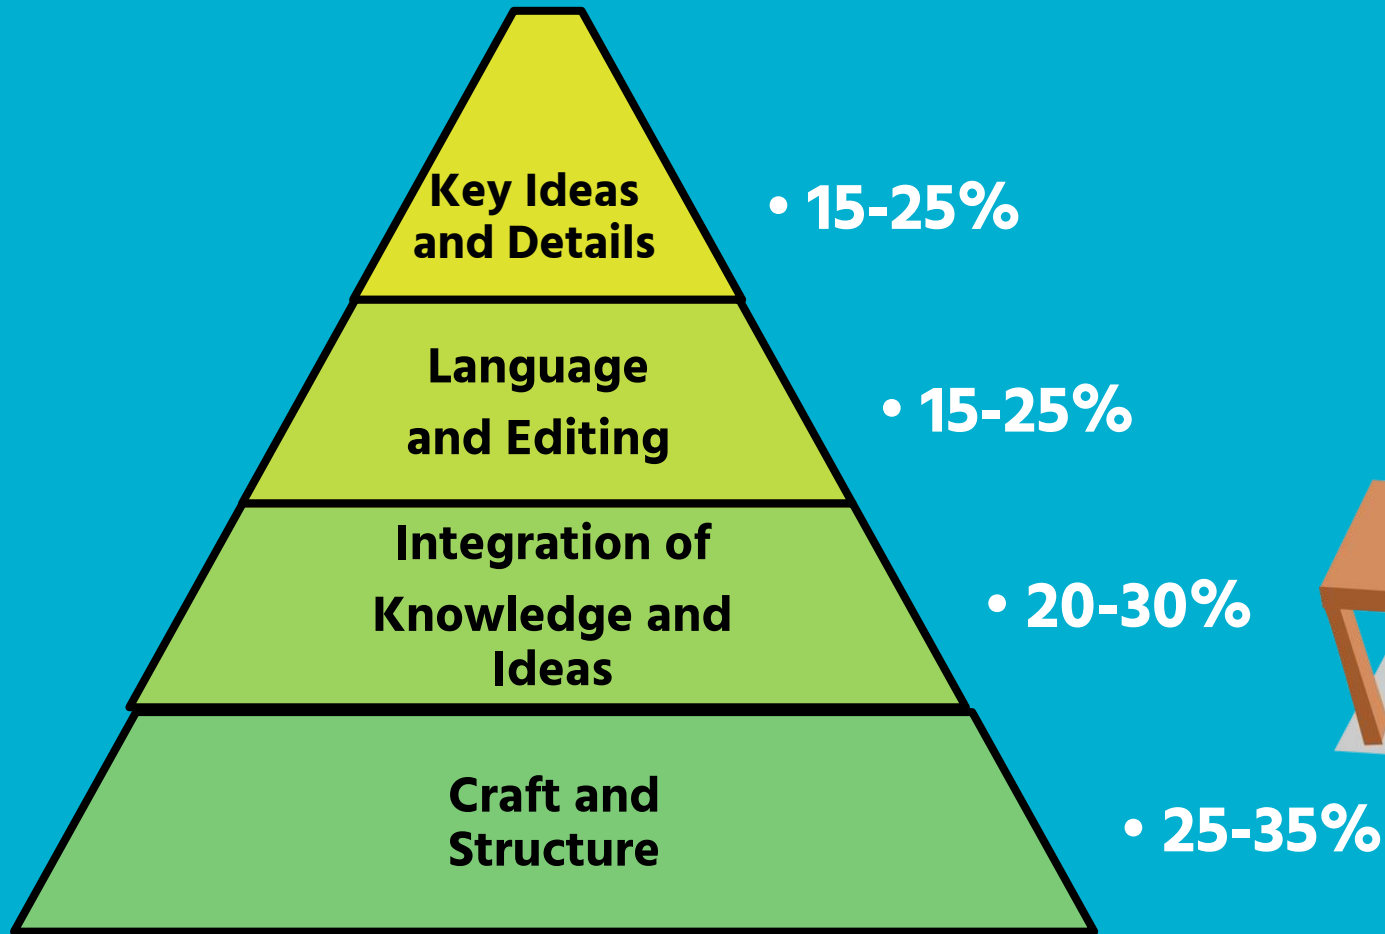 Key Ideas
and Details
• 15-25%
Language
and Editing
• 15-25%
Integration of
Knowledge and
Ideas
• 20-30%
Craft and
Structure
• 25-35%